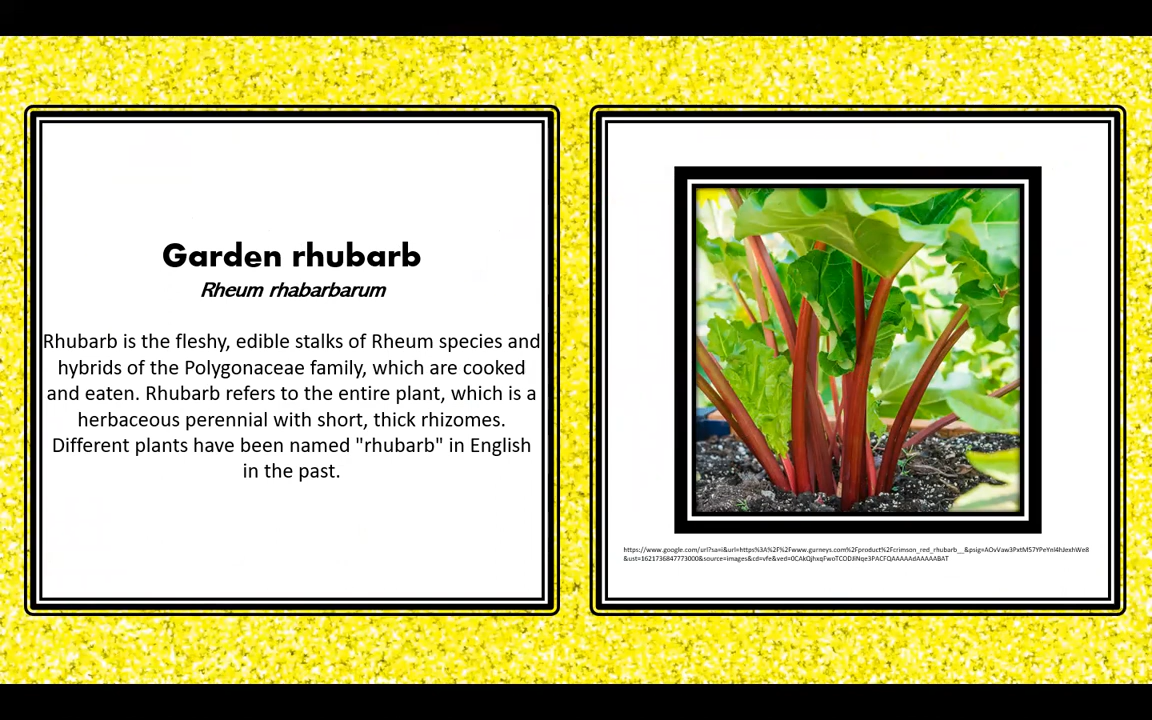 Garden rhubarb
Rheum rhabarbarum
Rhubarb is the fleshy, edible stalks of Rheum species and
hybrids of the Polygonaceae family, which are cooked
and eaten. Rhubarb refers to the entire plant, which is a
herbaceous perennial with short, thick rhizomes.
Different plants have been named "rhubarb" in English
in the past.
https://www.google.com/url?sa=i&url=https%3A%2F%2Fwww.gurneys.com%2Fproduct%2Fcrimson_red_rhubarb__&psig=AOvVaw3PxtM57YPeYnl4hJexhWe8
&ust=1621736847773000&source=images&cd=vfe&ved=0CAkQjhxqFwoTCODJiNqe3PACFQAAAAAdAAAAABAT